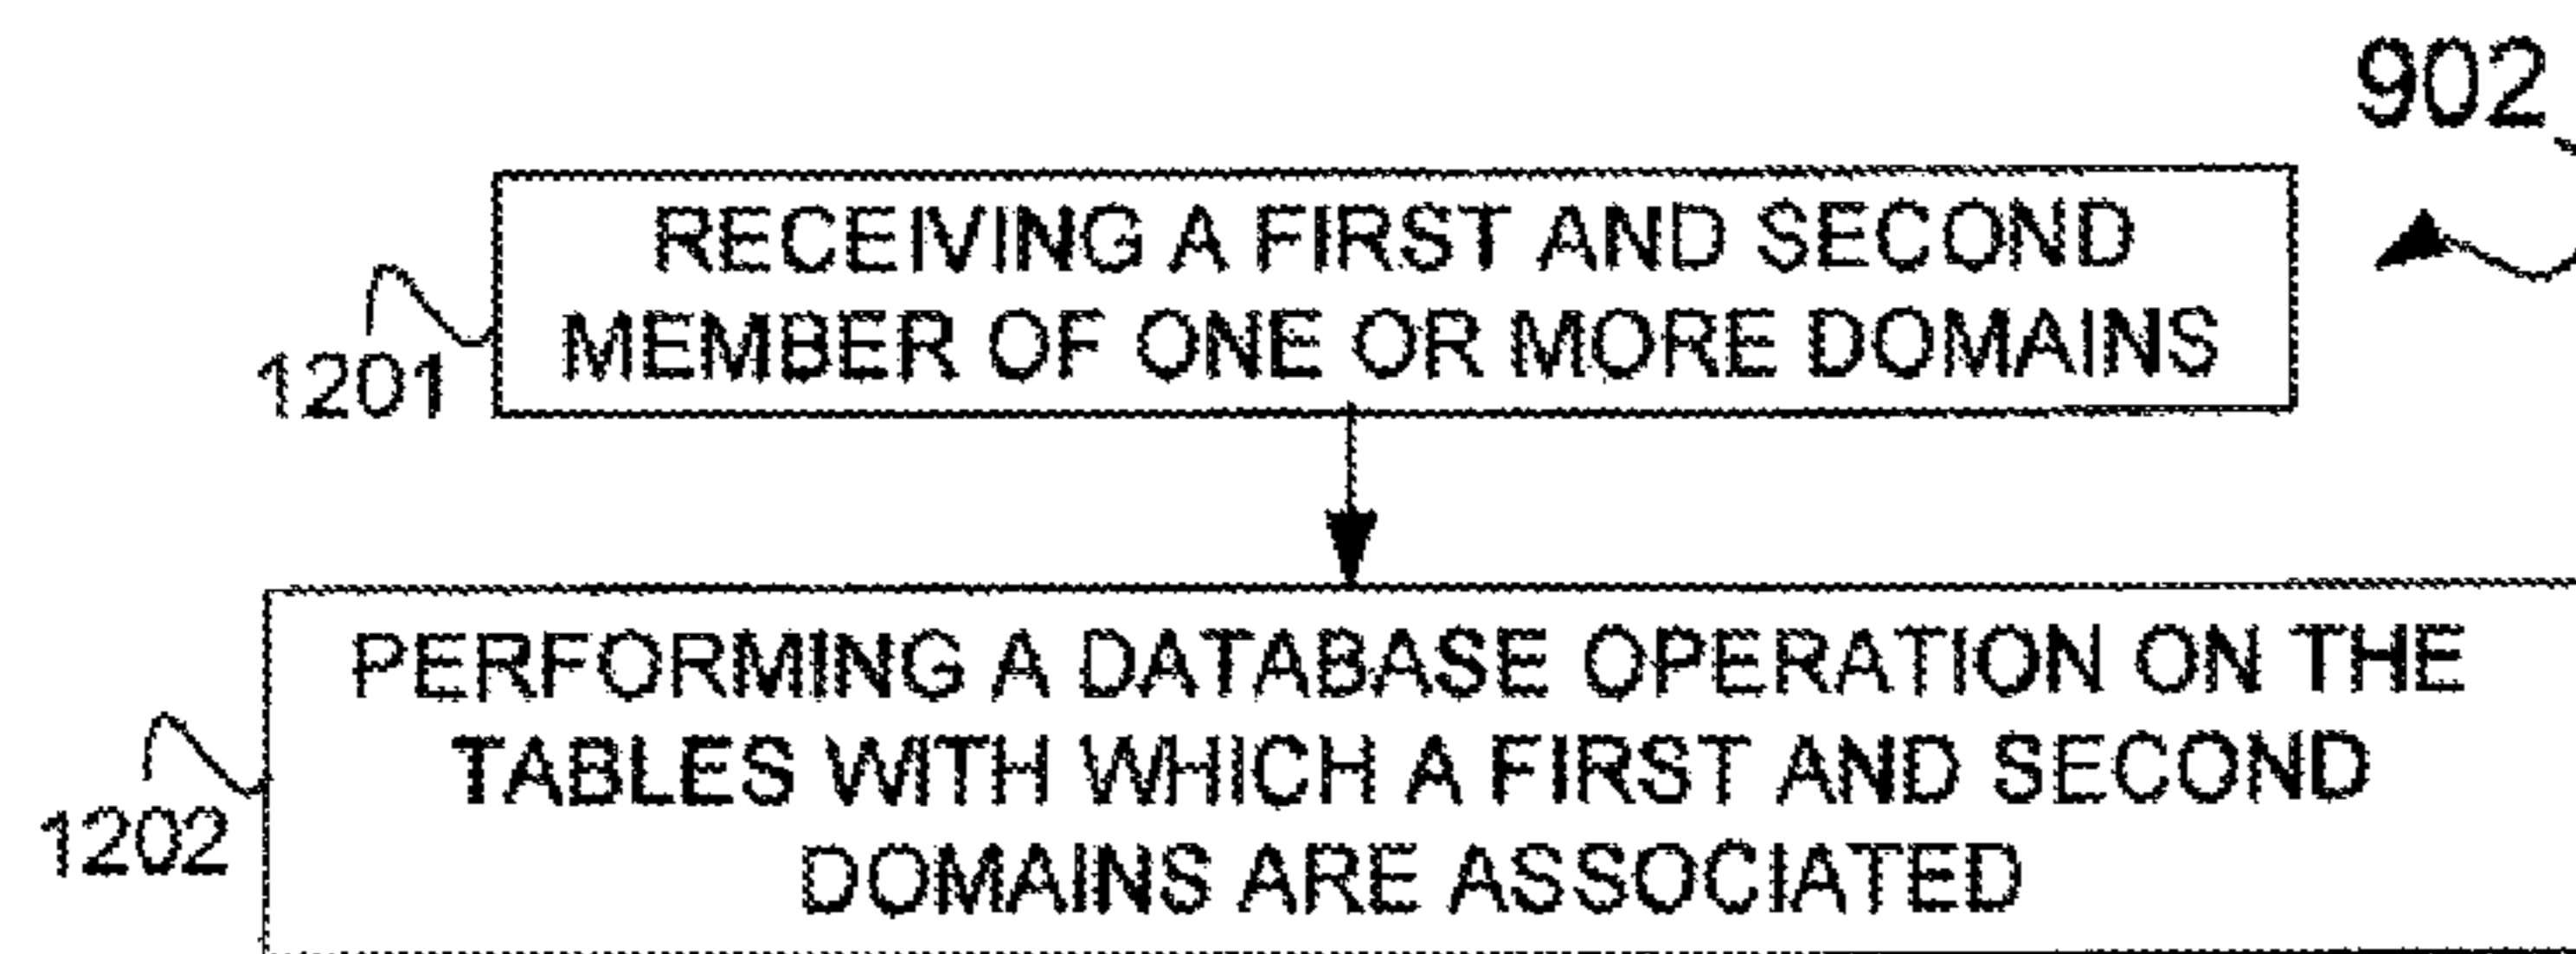 902
RECEIVING A FIRST AND SECOND
MEMBER OF ONE OR MORE DOMAINS
1201
PERFORMING A DATABASE OPERATION ON THE
TABLES WITH WHICH A FIRST AND SECOND
DOMAINS ARE ASSOCIATED
1202